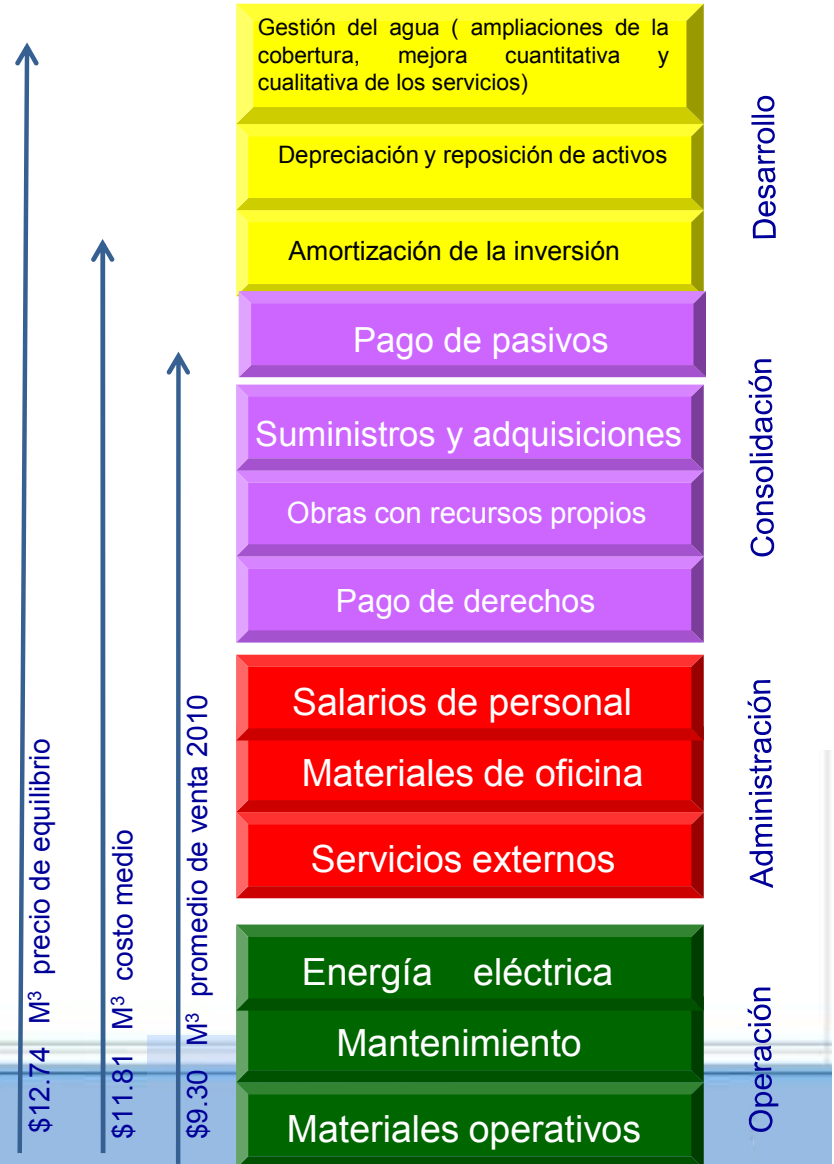 Gestión del agua ( ampliaciones de la
cobertura, mejora cuantitativa y
cualitativa de los servicios)
Depreciación y reposición de activos
Amortización de la inversión
Desarrollo
Pago de pasivos
Suministros y adquisiciones
Obras con recursos propios
Pago de derechos
Consolidación
Salarios de personal
Materiales de oficina
Servicios externos
Administración
Energía eléctrica
Mantenimiento
Materiales operativos
Operación
$12.74 M³ precio de equilibrio
$11.81 M³ costo medio
$9.30 M³ promedio de venta 2010